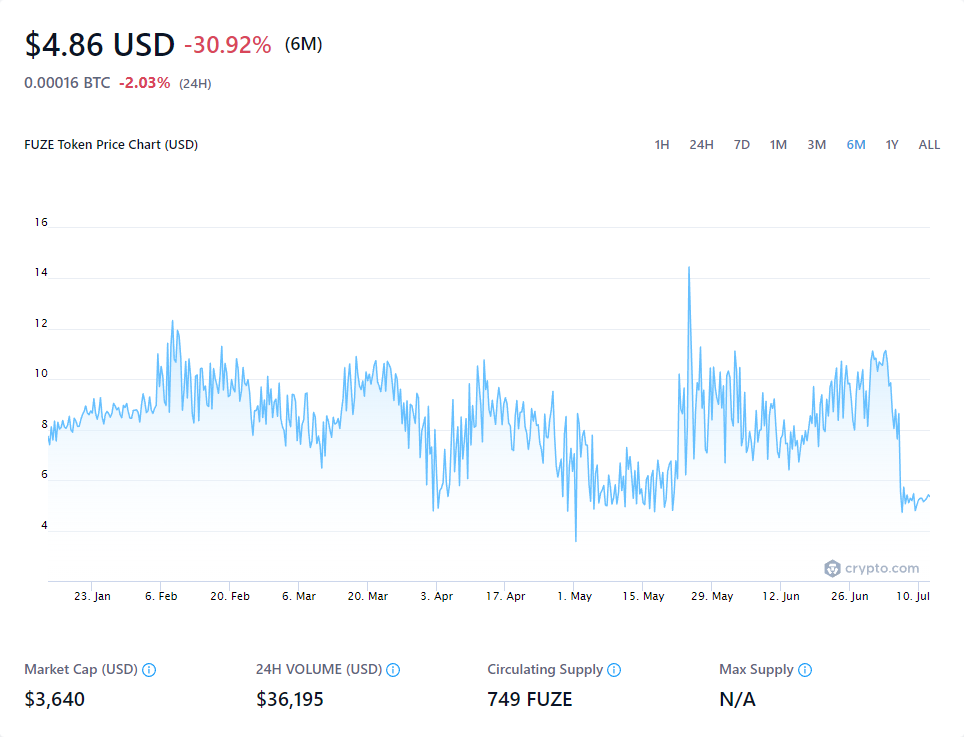 $4.86 USD -30.92% (6M)
0.00016 BTC -2.03% (24H)
FUZE Token Price Chart (USD) 1H 24H 7D 1M 3M 6M 1Y ALL
16
14
12
10
8
6
4
crypto.com
23. Jan 6. Feb 20. Feb 6. Mar 20. Mar 3. Apr 17. Apr 1. May 15. May 29. May 12. Jun 26. Jun 10. Jul
Market Cap (USD) 24H VOLUME (USD) Circulating Supply Max Supply
$3,640 $36,195 749 FUZE N/A